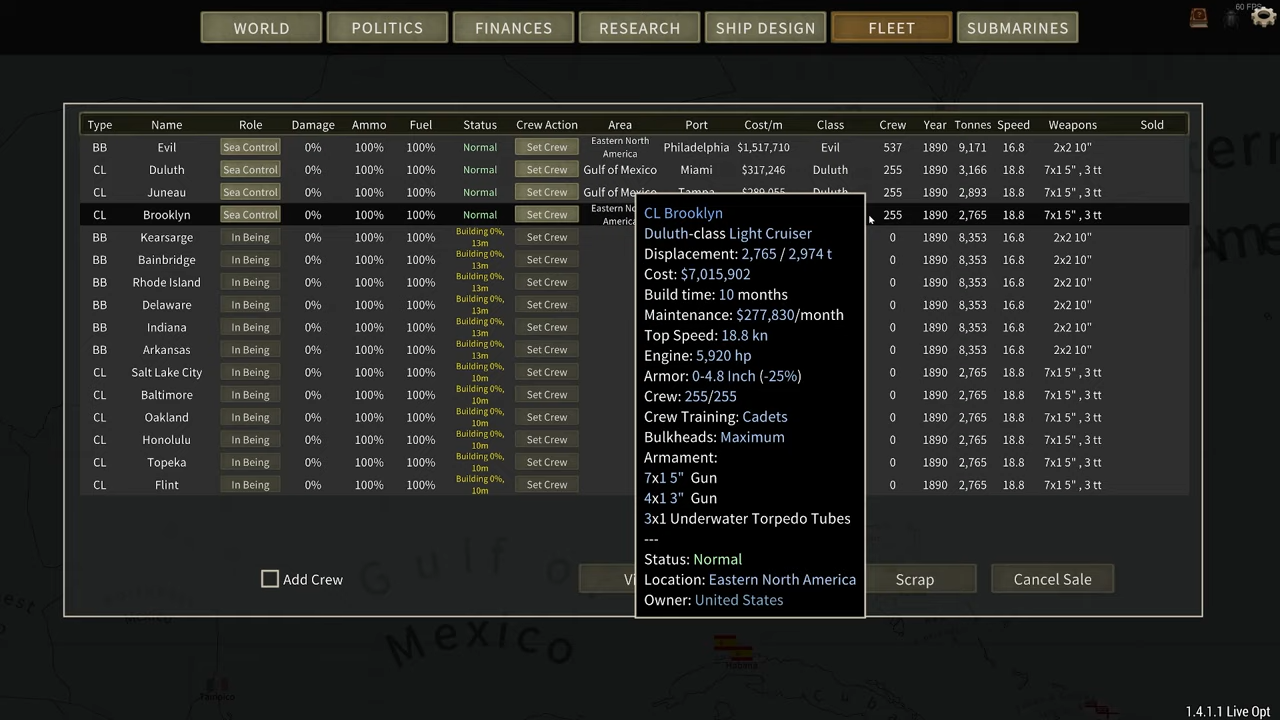 60 FPS
WORLD POLITICS FINANCES RESEARCH SHIP DESIGN FLEET SUBMARINES
Type Name Role Damage Ammo Fuel Status Crew Action Area Port Cost/m Class Crew Year Tonnes Speed Weapons Sold
BB Evil Sea Control 0% 100% 100% Normal Set Crew Eastern North America Philadelphia $1,517,710 Evil 537 1890 9,171 16.8 2x2 10"
CL Duluth Sea Control 0% 100% 100% Normal Set Crew Gulf of Mexico Miami $317,246 Duluth 255 1890 3,166 18.8 7x1 5" , 3 tt
CL Juneau Sea Control 0% 100% 100% Normal Set Crew Gulf of Mexico Tampa $289,055 Duluth 255 1890 2,893 18.8 7x1 5" , 3 tt
CL Brooklyn Sea Control 0% 100% 100% Normal Set Crew Eastern No America 255 1890 2,765 18.8 7x1 5" , 3 tt
BB Kearsarge In Being 0% 100% 100% Building 0%, 13m Set Crew 0 1890 8,353 16.8 2x2 10"
BB Bainbridge In Being 0% 100% 100% Building 0%, 13m Set Crew 0 1890 8,353 16.8 2x2 10"
BB Rhode Island In Being 0% 100% 100% Building 0%, 13m Set Crew 0 1890 8,353 16.8 2x2 10"
BB Delaware In Being 0% 100% 100% Building 0%, 13m Set Crew 0 1890 8,353 16.8 2x2 10"
BB Indiana In Being 0% 100% 100% Building 0%, 13m Set Crew 0 1890 8,353 16.8 2x2 10"
BB Arkansas In Being 0% 100% 100% Building 0%, 13m Set Crew 0 1890 8,353 16.8 2x2 10"
CL Salt Lake City In Being 0% 100% 100% Building 0%, 10m Set Crew 0 1890 2,765 18.8 7x1 5" , 3 tt
CL Baltimore In Being 0% 100% 100% Building 0%, 10m Set Crew 0 1890 2,765 18.8 7x1 5" , 3 tt
CL Oakland In Being 0% 100% 100% Building 0%, 10m Set Crew 0 1890 2,765 18.8 7x1 5" , 3 tt
CL Honolulu In Being 0% 100% 100% Building 0%, 10m Set Crew 0 1890 2,765 18.8 7x1 5" , 3 tt
CL Topeka In Being 0% 100% 100% Building 0%, 10m Set Crew 0 1890 2,765 18.8 7x1 5" , 3 tt
CL Flint In Being 0% 100% 100% Building 0%, 10m Set Crew 0 1890 2,765 18.8 7x1 5" , 3 tt
CL Brooklyn
Duluth-class Light Cruiser
Displacement: 2,765 / 2,974 t
Cost: $7,015,902
Build time: 10 months
Maintenance: $277,830/month
Top Speed: 18.8 kn
Engine: 5,920 hp
Armor: 0-4.8 Inch (-25%)
Crew: 255/255
Crew Training: Cadets
Bulkheads: Maximum
Armament:
7x1 5" Gun
4x1 3" Gun
3x1 Underwater Torpedo Tubes
---
Status: Normal
Location: Eastern North America
Owner: United States
Add Crew Vi Scrap Cancel Sale
Gulf o
Mexico
Habana
Tampico
1.4.1.1 Live Opt